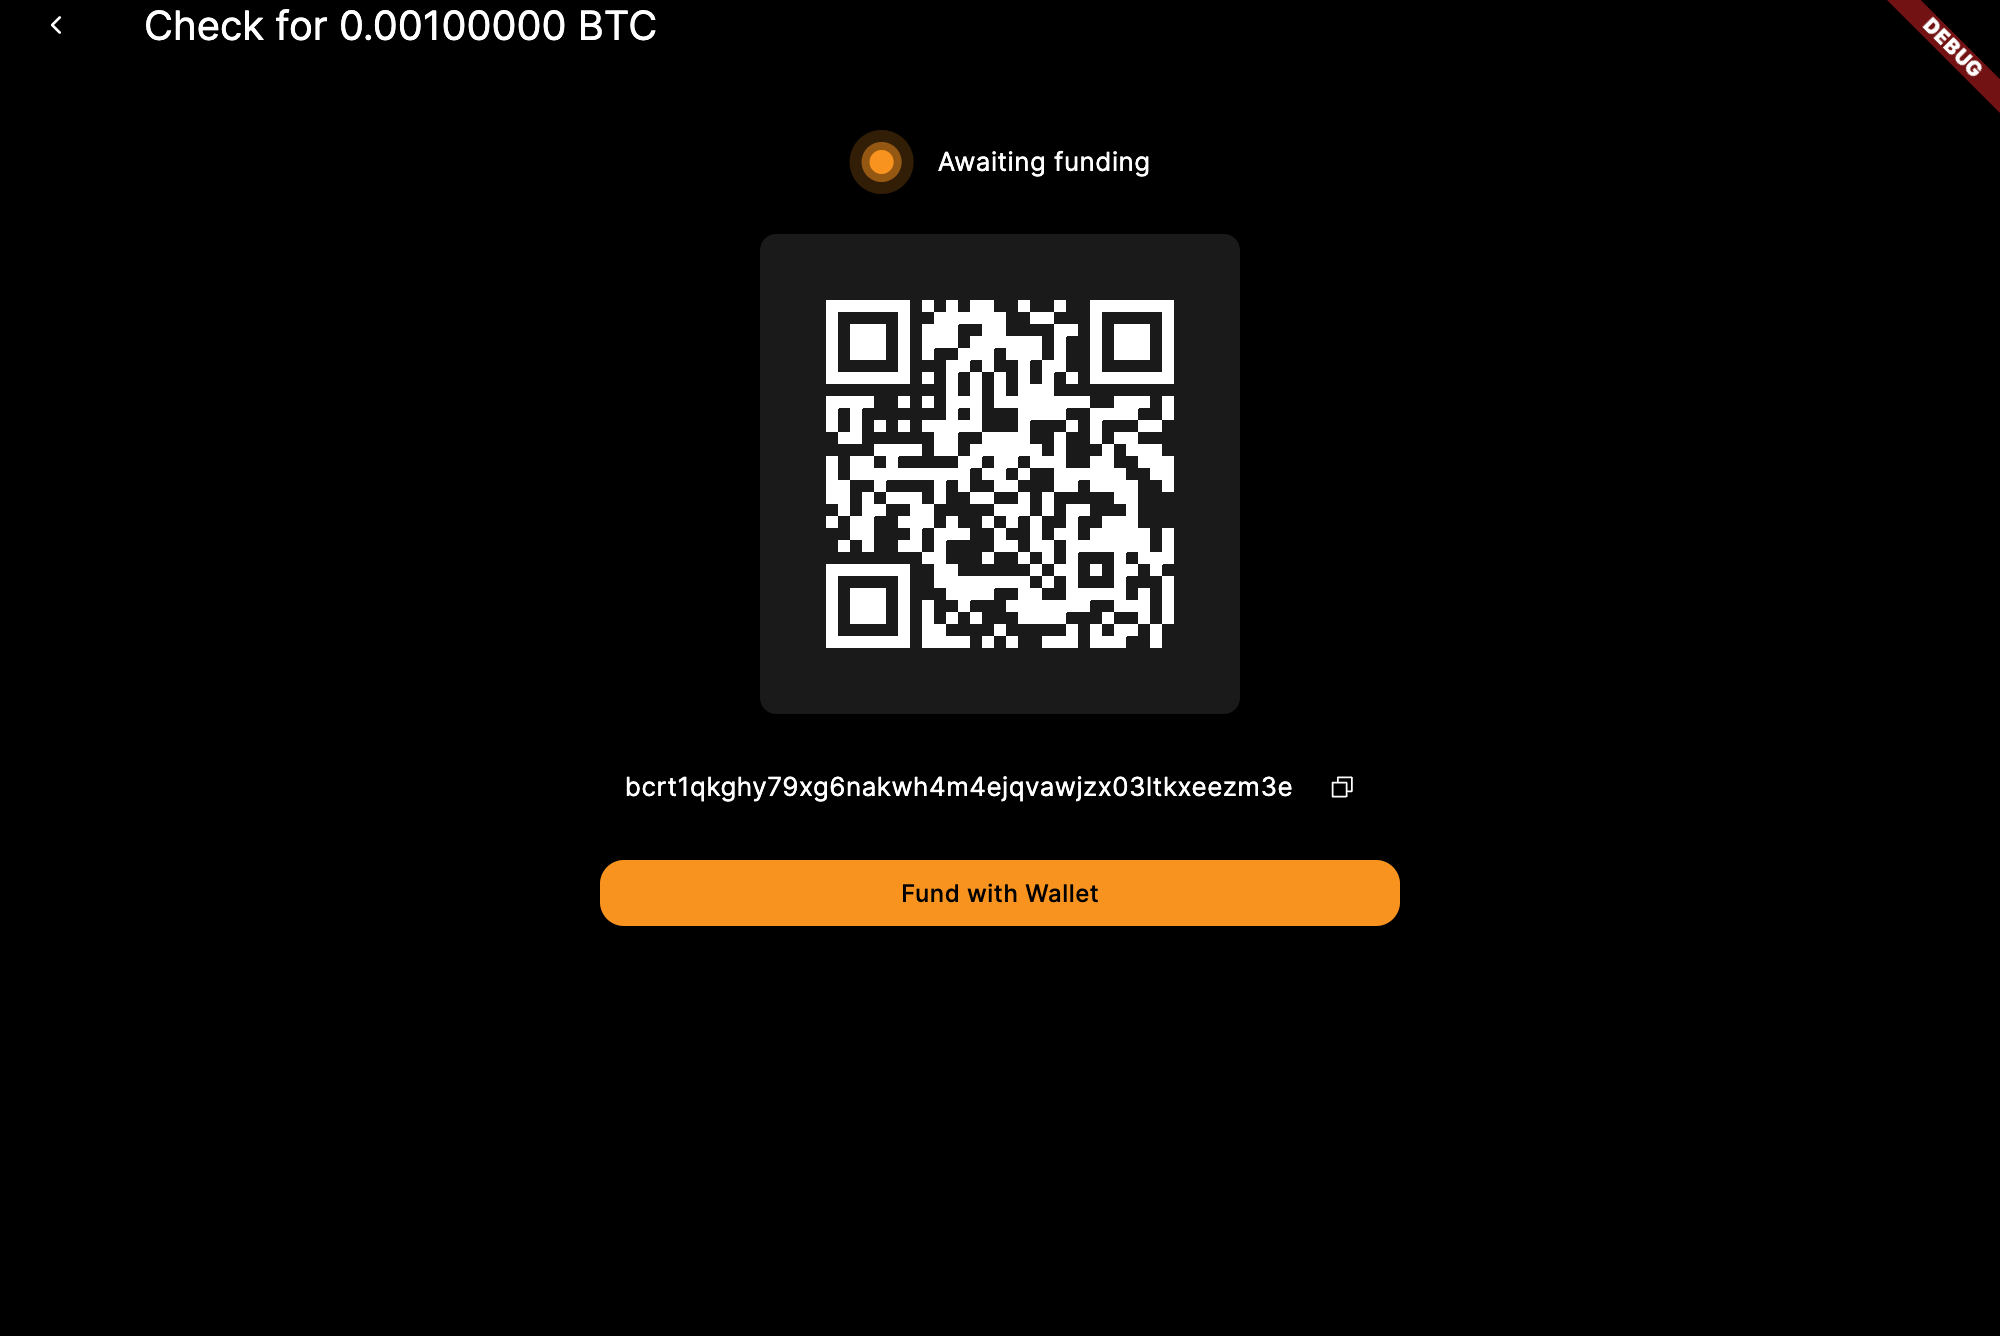 Check for 0.00100000 BTC
DEBUG
Awaiting funding
bcrt1qkghy79xg6nakwh4m4ejqvawjzx03ltkxeezm3e
Fund with Wallet